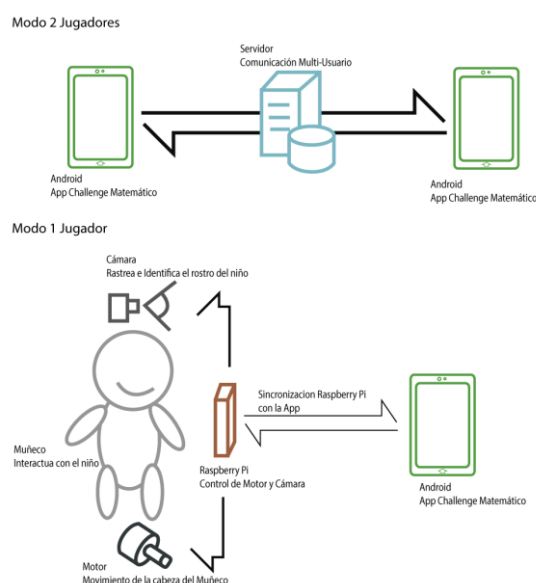 Modo 2 Jugadores
Servidor
Comunicación Multi-Usuario
Android
App Challenge Matemático
Android
App Challenge Matemático
Modo 1 Jugador
Cámara
Rastrea e Identifica el rostro del niño
Sincronizacion Raspberry Pi
con la App
Muñeco
Interactua con el niño
Raspberry Pi
Control de Motor y Cámara
Android
App Challenge Matemático
Motor
Movimiento de la cabeza del Muñeco